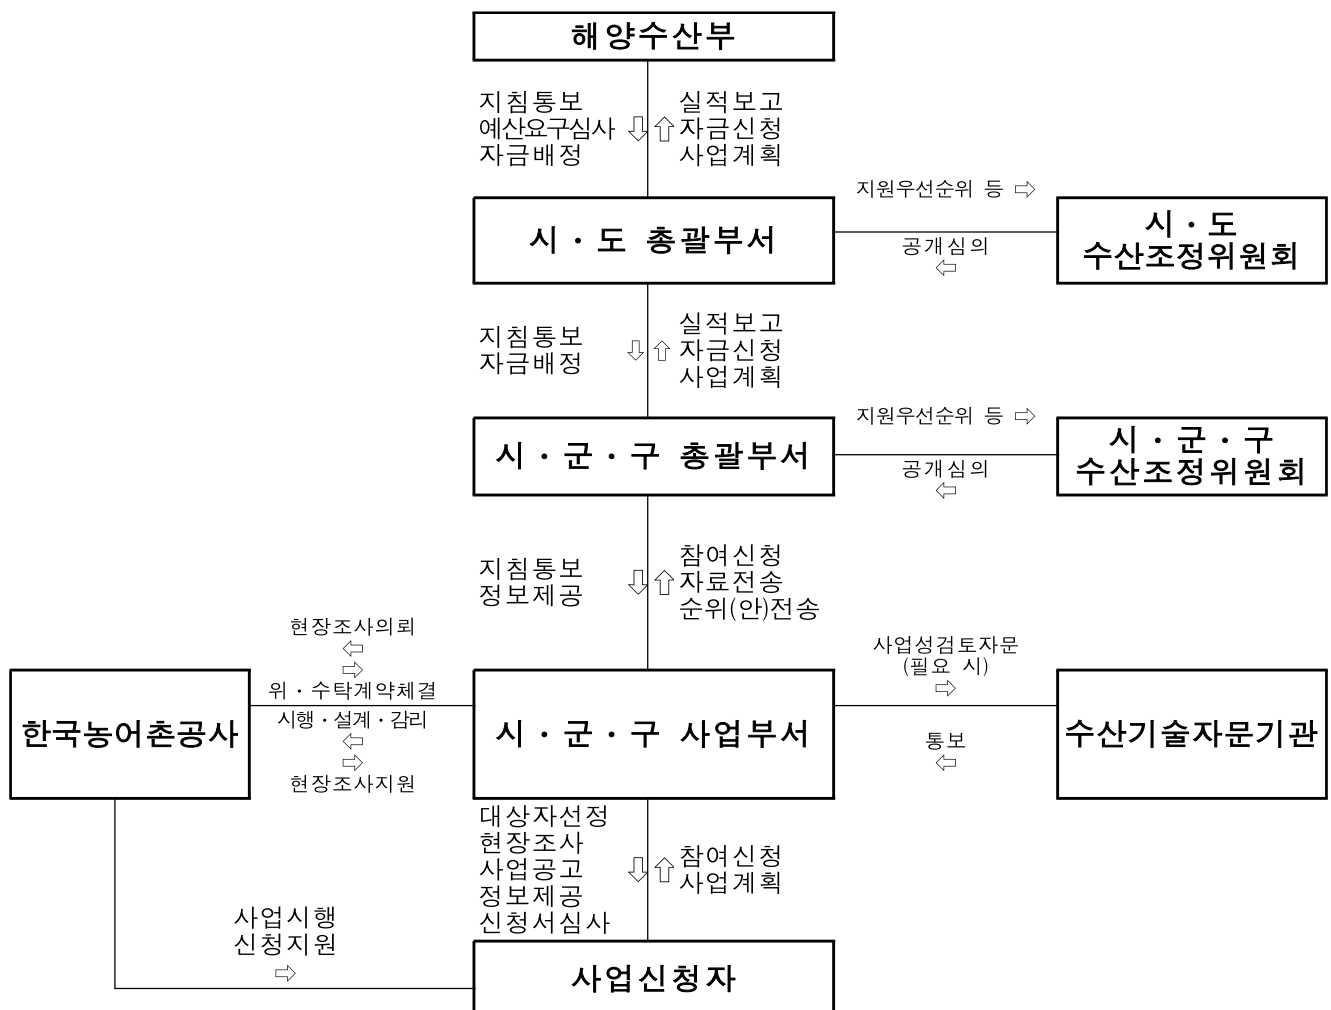 해양수산부
지침통보
예산요구심사
자금배정
⇩ ⇧
실적보고
자금신청
사업계획
지원우선순위 등 ⇨
시・도 총괄부서
공개심의
⇦
시・도
수산조정위원회
지침통보
자금배정
⇩ ⇧
실적보고
자금신청
사업계획
지원우선순위 등 ⇨
시・군・구 총괄부서
공개심의
⇦
시・군・구
수산조정위원회
지침통보
정보제공
⇩ ⇧
참여신청
자료전송
순위(안)전송
현장조사의뢰
⇦
⇨
위・수탁계약체결
시행・설계・감리
⇦
⇨
현장조사지원
한국농어촌공사
시・군・구 사업부서
사업성검토자문
(필요 시)
⇨
통보
⇦
수산기술자문기관
대상자선정
현장조사
사업공고
정보제공
신청서심사
⇩ ⇧
참여신청
사업계획
사업시행
신청지원
⇨
사업신청자